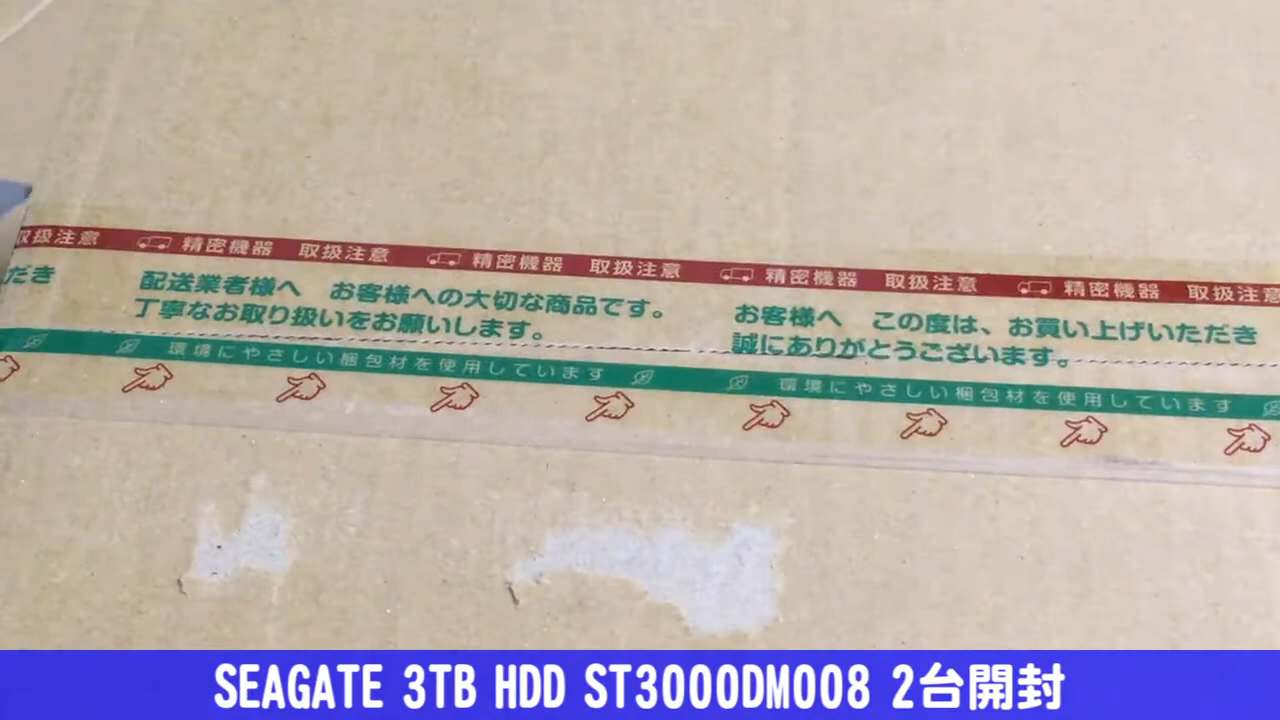 取扱注意 精密機器 取扱注意 精密機器 取扱注意 精密機器 取扱注意 精密機器 取扱注意
だき
配送業者様へ お客様への大切な商品です。
丁寧なお取り扱いをお願いします。
お客様へ この度は、お買い上げいただき
誠にありがとうございます。
環境にやさしい梱包材を使用しています 環境にやさしい梱包材を使用しています
SEAGATE 3TB HDD ST3000DM008 2台開封